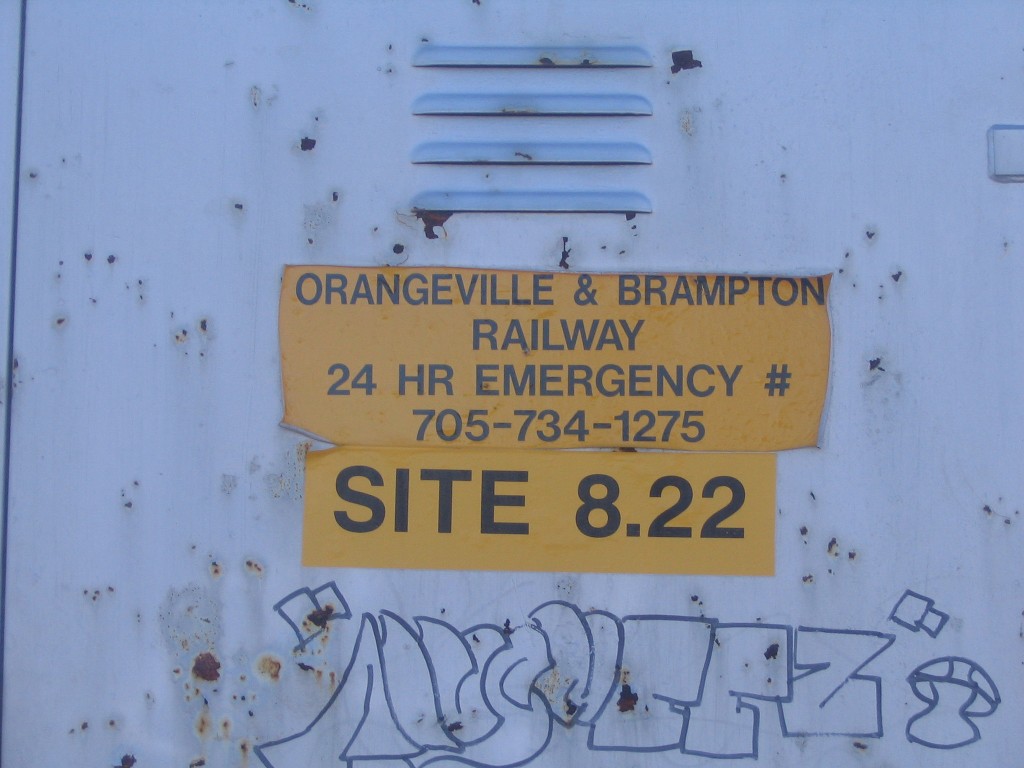 ORANGEVILLE & BRAMPTON
RAILWAY
24 HR EMERGENCY #
705-734-1275
SITE 8.22